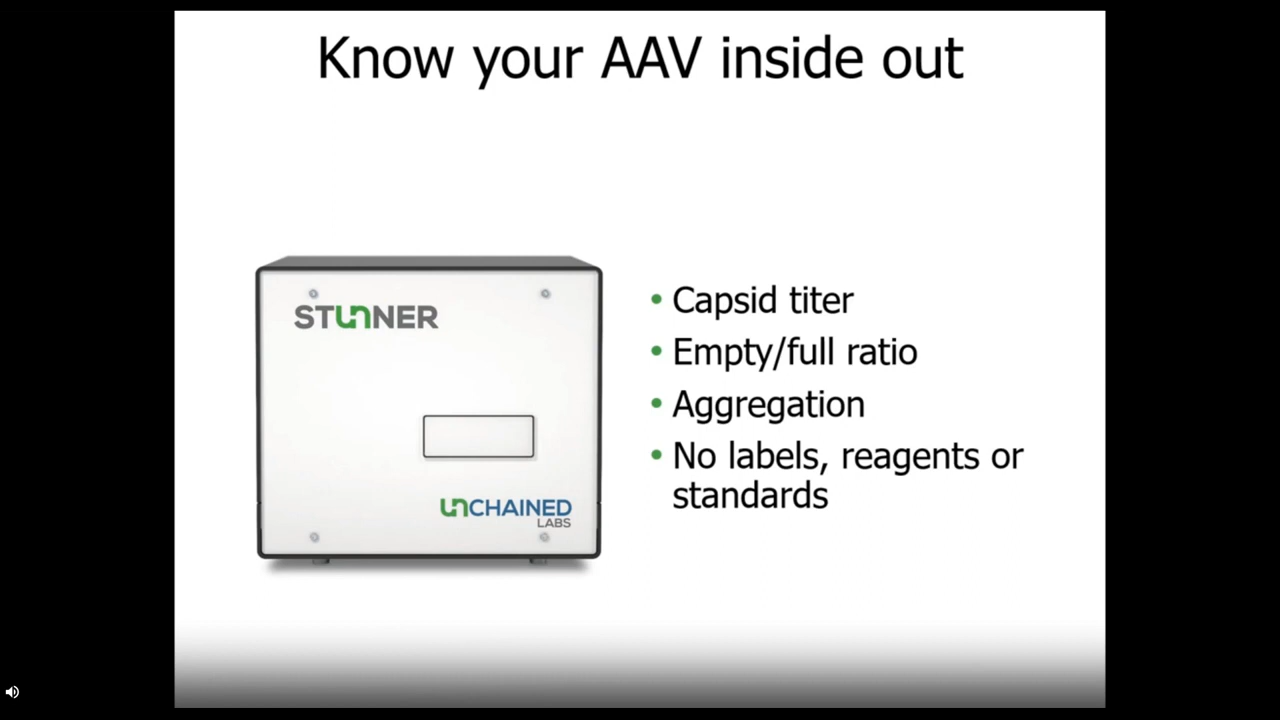 Know your AAV inside out
STUNNER
UNCHAINED
LABS
• Capsid titer
• Empty/full ratio
• Aggregation
• No labels, reagents or
standards